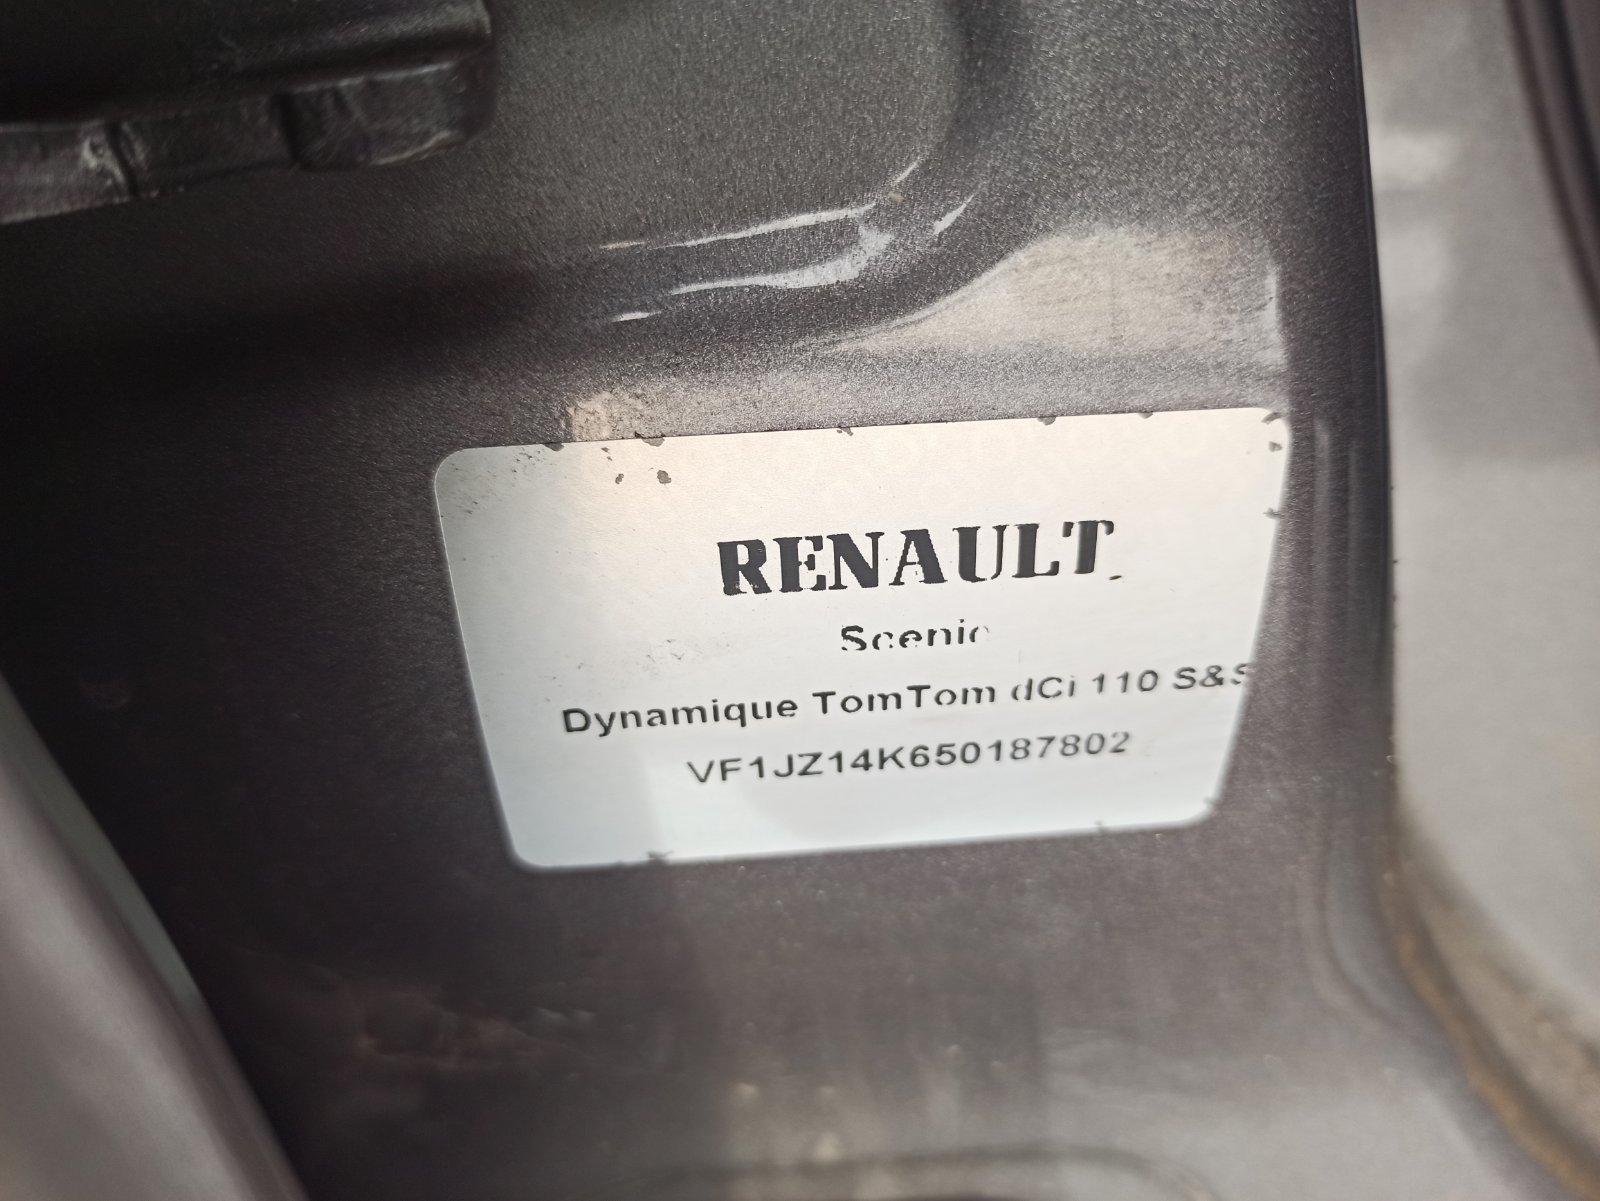 RENAULT
Scenic
Dynamique TomTom dCi 110 S&S
VF1JZ14K650187802